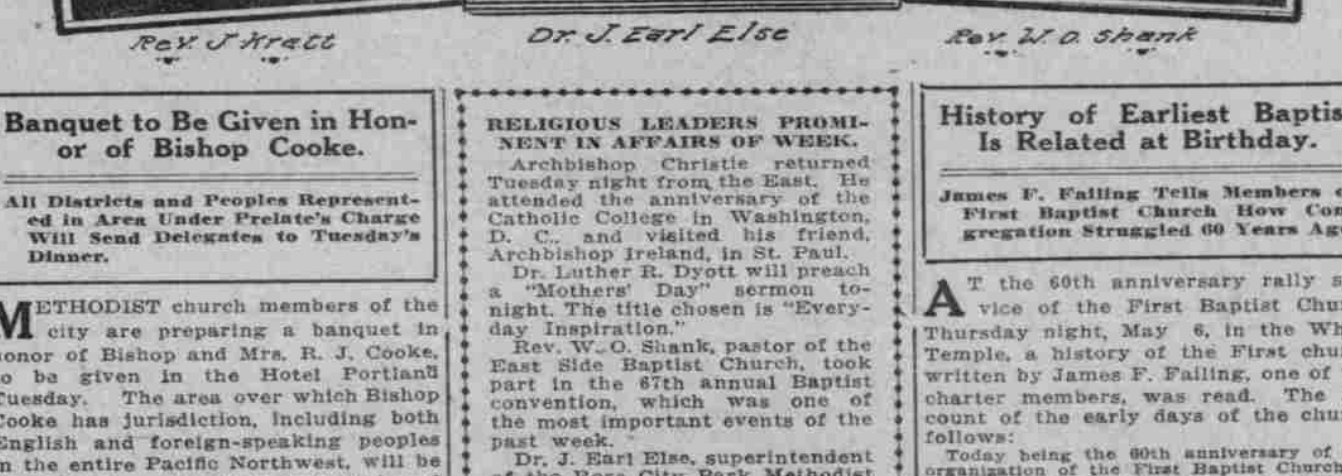 Rev. J Kratt
Dr. J. Earl Else
Rev. W. O. Shank
Banquet to Be Given in Hon-
or of Bishop Cooke.
All Districts and Peoples Represent-
ed in Area Under Prelate's Charge
Will Send Delegates to Tuesday's
Dinner.
METHODIST church members of the
city are preparing a banquet in
honor of Bishop and Mrs. R. J. Cooke,
to be given in the Hotel Portland
Tuesday. The area over which Bishop
Cooke has jurisdiction, including both
English and foreign-speaking peoples
in the entire Pacific Northwest, will be
RELIGIOUS LEADERS PROMI-
NENT IN AFFAIRS OF WEEK.
Archbishop Christie returned
Tuesday night from the East. He
attended the anniversary of the
Catholic College in Washington,
D. C., and visited his friend,
Archbishop Ireland, in St. Paul.
Dr. Luther R. Dyott will preach
a "Mothers' Day" sermon to-
night. The title chosen is "Every-
day Inspiration."
Rev. W. O. Shank, pastor of the
East Side Baptist Church, took
part in the 67th annual Baptist
convention, which was one of
the most important events of the
past week.
Dr. J. Earl Else, superintendent
of the Rose City Park Methodist
History of Earliest Baptis
Is Related at Birthday.
James F. Failing Tells Members
First Baptist Church How Con
gregation Struggled 60 Years Ag
AT the 60th anniversary rally s
vice of the First Baptist Chu
Thursday night, May 6, in the W
Temple, a history of the First chu
written by James F. Failing, one of
charter members, was read. The
count of the early days of the chu
follows:
Today being the 60th anniversary of
organization of the First Baptist Churc